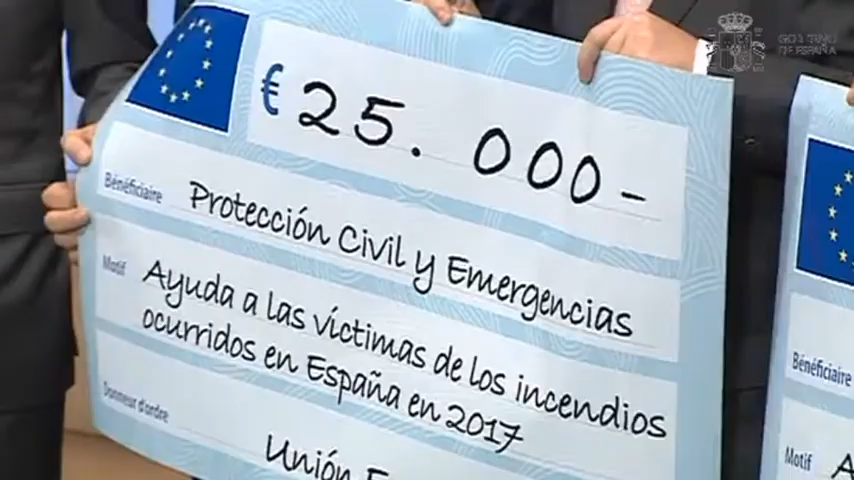 GOBIERNO
DE ESPAÑA
€ 25.000-
Bénéficiaire
Protección Civil y Emergencias
Motif
Ayuda a las víctimas de los incendios
ocurridos en España en 2017
Donneur d'ordre
Unión
Bénéficiaire
Motif
A